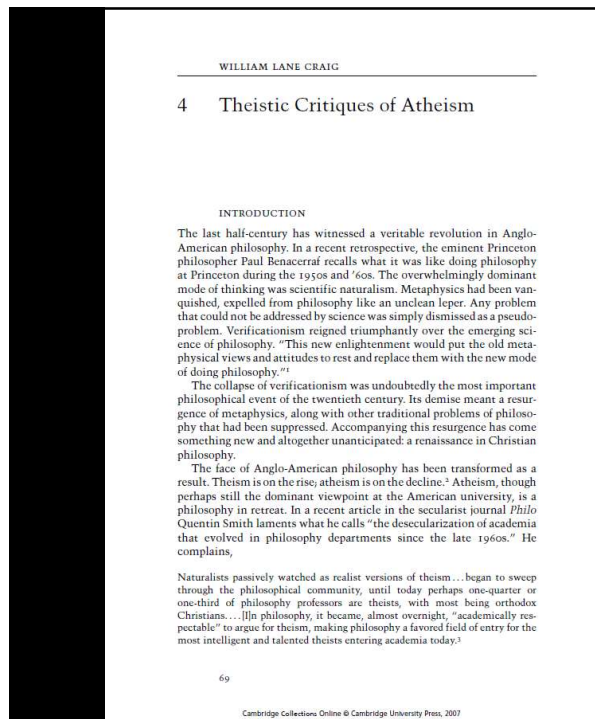 WILLIAM LANE CRAIG
4 Theistic Critiques of Atheism
INTRODUCTION
The last half-century has witnessed a veritable revolution in Anglo-
American philosophy. In a recent retrospective, the eminent Princeton
philosopher Paul Benacerraf recalls what it was like doing philosophy
at Princeton during the 1950s and '60s. The overwhelmingly dominant
mode of thinking was scientific naturalism. Metaphysics had been van-
quished, expelled from philosophy like an unclean leper. Any problem
that could not be addressed by science was simply dismissed as a pseudo-
problem. Verificationism reigned triumphantly over the emerging sci-
ence of philosophy. "This new enlightenment would put the old meta-
physical views and attitudes to rest and replace them with the new mode
of doing philosophy."1
The collapse of verificationism was undoubtedly the most important
philosophical event of the twentieth century. Its demise meant a resur-
gence of metaphysics, along with other traditional problems of philoso-
phy that had been suppressed. Accompanying this resurgence has come
something new and altogether unanticipated: a renaissance in Christian
philosophy.
The face of Anglo-American philosophy has been transformed as a
result. Theism is on the rise; atheism is on the decline.2 Atheism, though
perhaps still the dominant viewpoint at the American university, is a
philosophy in retreat. In a recent article in the secularist journal Philo
Quentin Smith laments what he calls "the desecularization of academia
that evolved in philosophy departments since the late 1960s." He
complains,
Naturalists passively watched as realist versions of theism . . . began to sweep
through the philosophical community, until today perhaps one-quarter or
one-third of philosophy professors are theists, with most being orthodox
Christians. . . . [I]n philosophy, it became, almost overnight, "academically res-
pectable" to argue for theism, making philosophy a favored field of entry for the
most intelligent and talented theists entering academia today.3
69
Cambridge Collections Online © Cambridge University Press, 2007